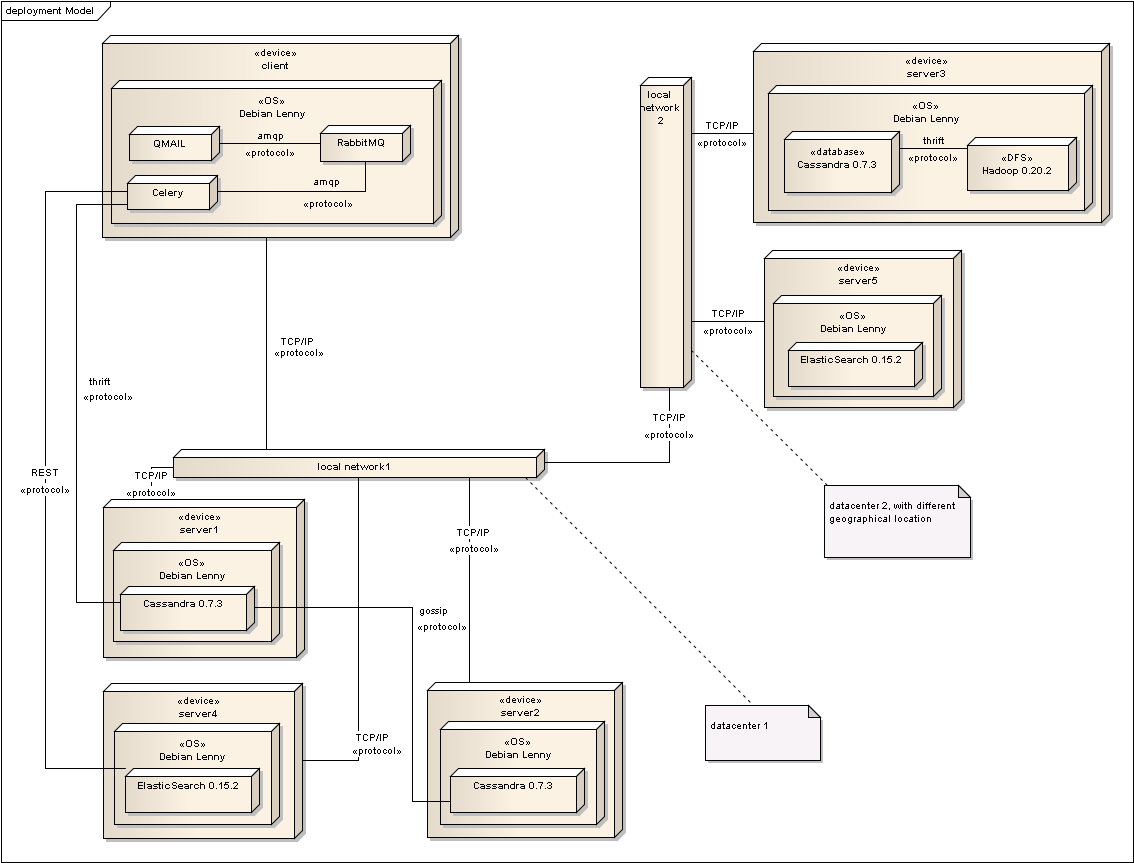 deployment Model
«device»
client
«OS»
Debian Lenny
QMAIL
amqp
«protocol»
RabbitMQ
Celery
amqp
«protocol»
local
network
2
TCP/IP
«protocol»
«device»
server3
«OS»
Debian Lenny
«database»
Cassandra 0.7.3
thrift
«protocol»
«DFS»
Hadoop 0.20.2
TCP/IP
«protocol»
«device»
server5
«OS»
Debian Lenny
ElasticSearch 0.15.2
TCP/IP
«protocol»
thrift
«protocol»
TCP/IP
«protocol»
REST
«protocol»
local network1
TCP/IP
«protocol»
datacenter 2, with different
geographical location
«device»
server1
«OS»
Debian Lenny
Cassandra 0.7.3
TCP/IP
«protocol»
gossip
«protocol»
«device»
server4
«OS»
Debian Lenny
ElasticSearch 0.15.2
TCP/IP
«protocol»
«device»
server2
«OS»
Debian Lenny
Cassandra 0.7.3
datacenter 1